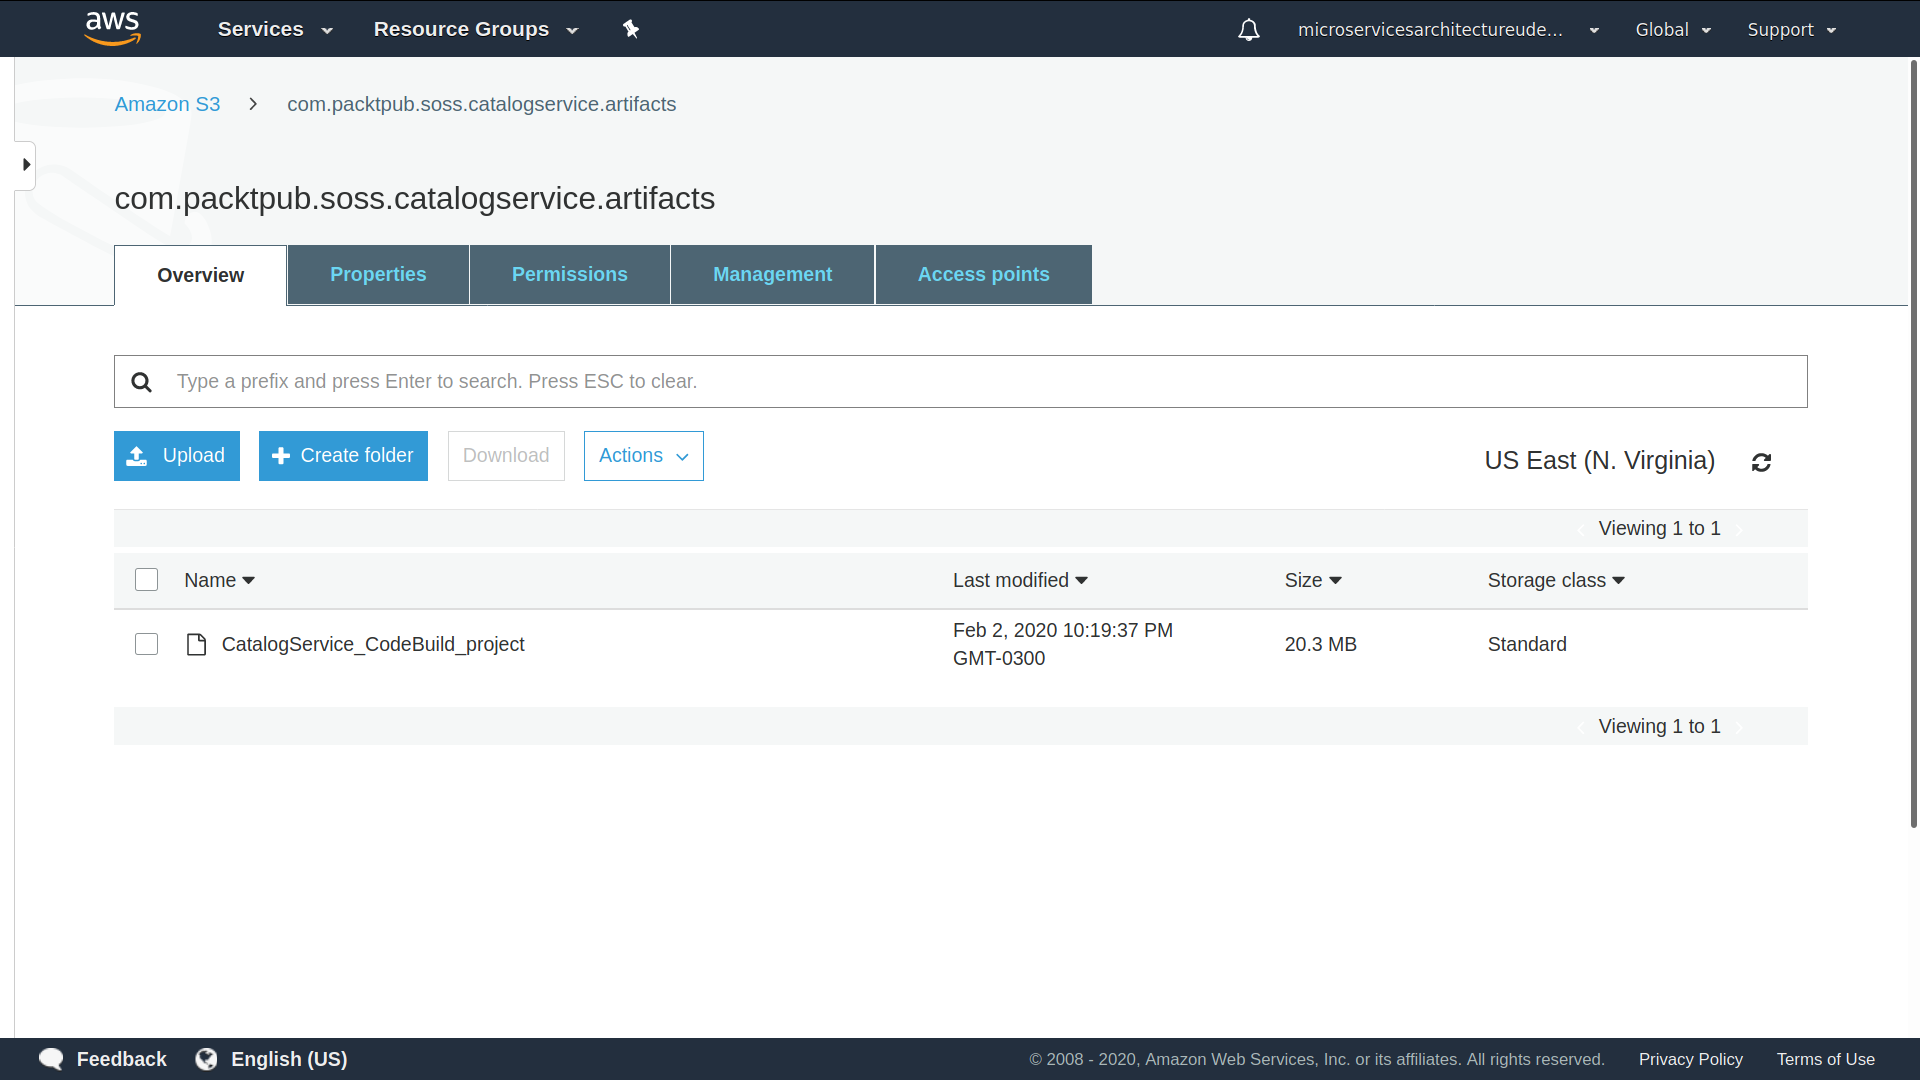 aws Services Resource Groups microservicesarchitectureude... Global Support
Amazon S3 > com.packtpub.soss.catalogservice.artifacts
com.packtpub.soss.catalogservice.artifacts
Overview Properties Permissions Management Access points
Type a prefix and press Enter to search. Press ESC to clear.
Upload Create folder Download Actions US East (N. Virginia)
Viewing 1 to 1
Name Last modified Size Storage class
CatalogService_CodeBuild_project Feb 2, 2020 10:19:37 PM 20.3 MB Standard
GMT-0300
Viewing 1 to 1
Feedback English (US) © 2008 - 2020, Amazon Web Services, Inc. or its affiliates. All rights reserved. Privacy Policy Terms of Use